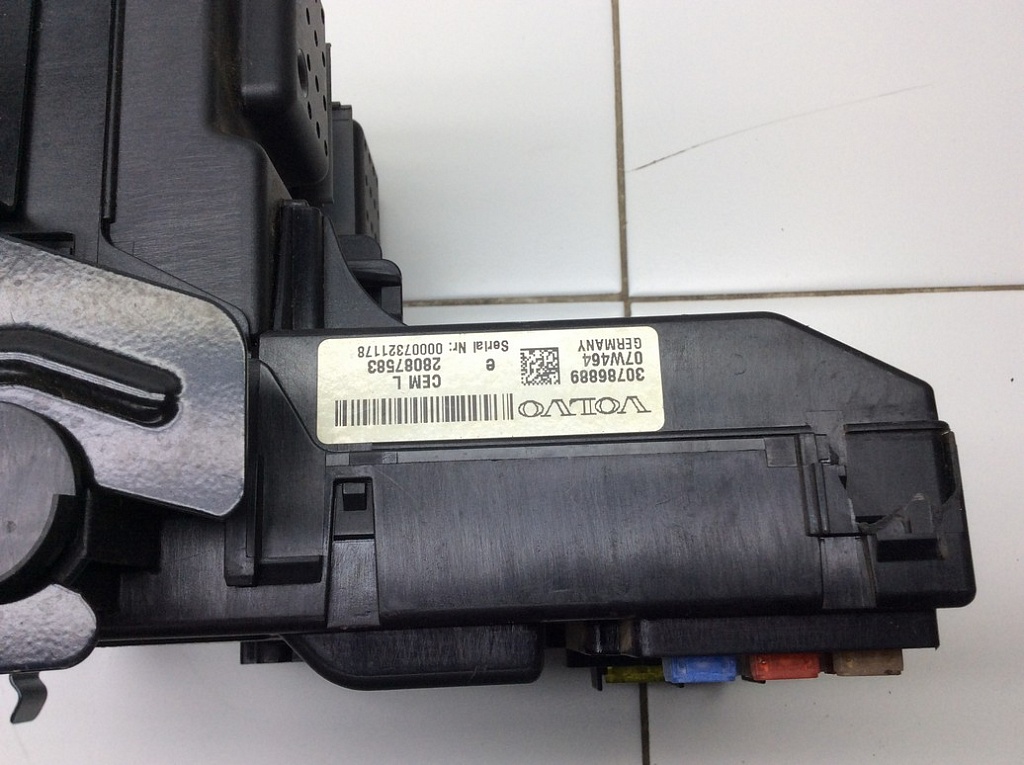 VOLVO
30786889 CEM L
07W464 28087583
GERMANY e
Serial Nr: 00007321178